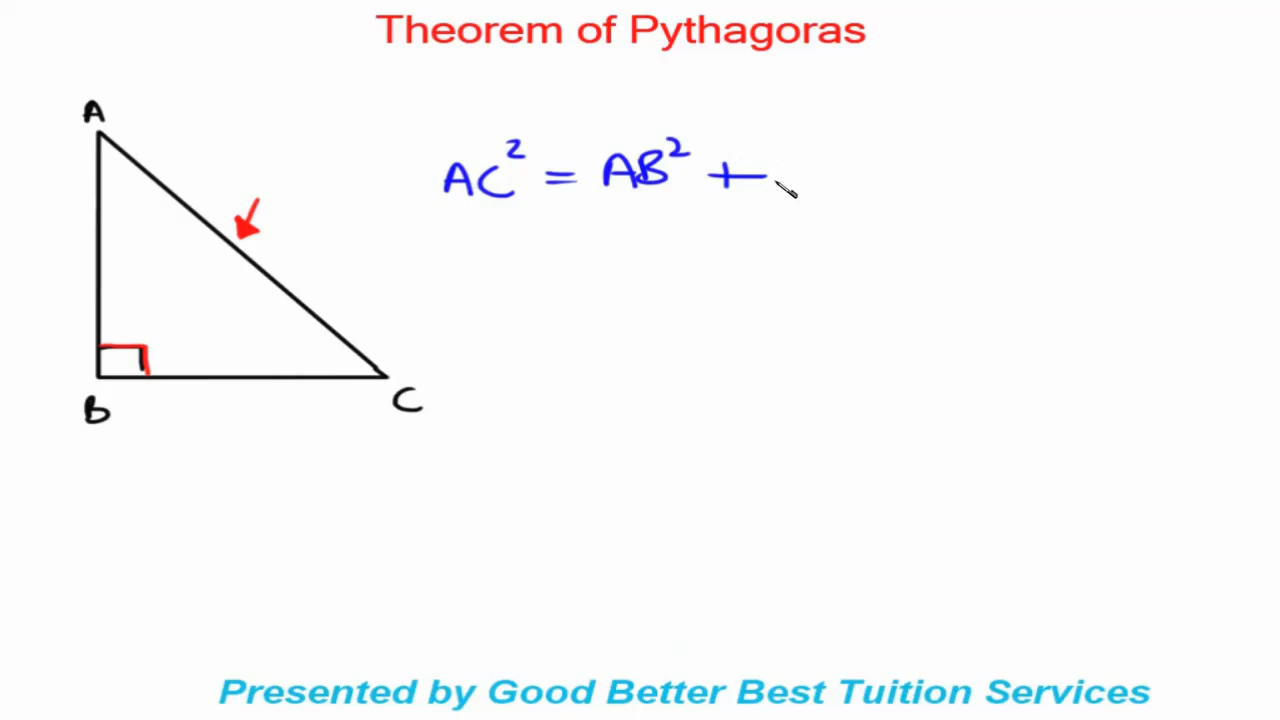 Theorem of Pythagoras
A
AC² = AB² +
B
C
Presented by Good Better Best Tuition Services